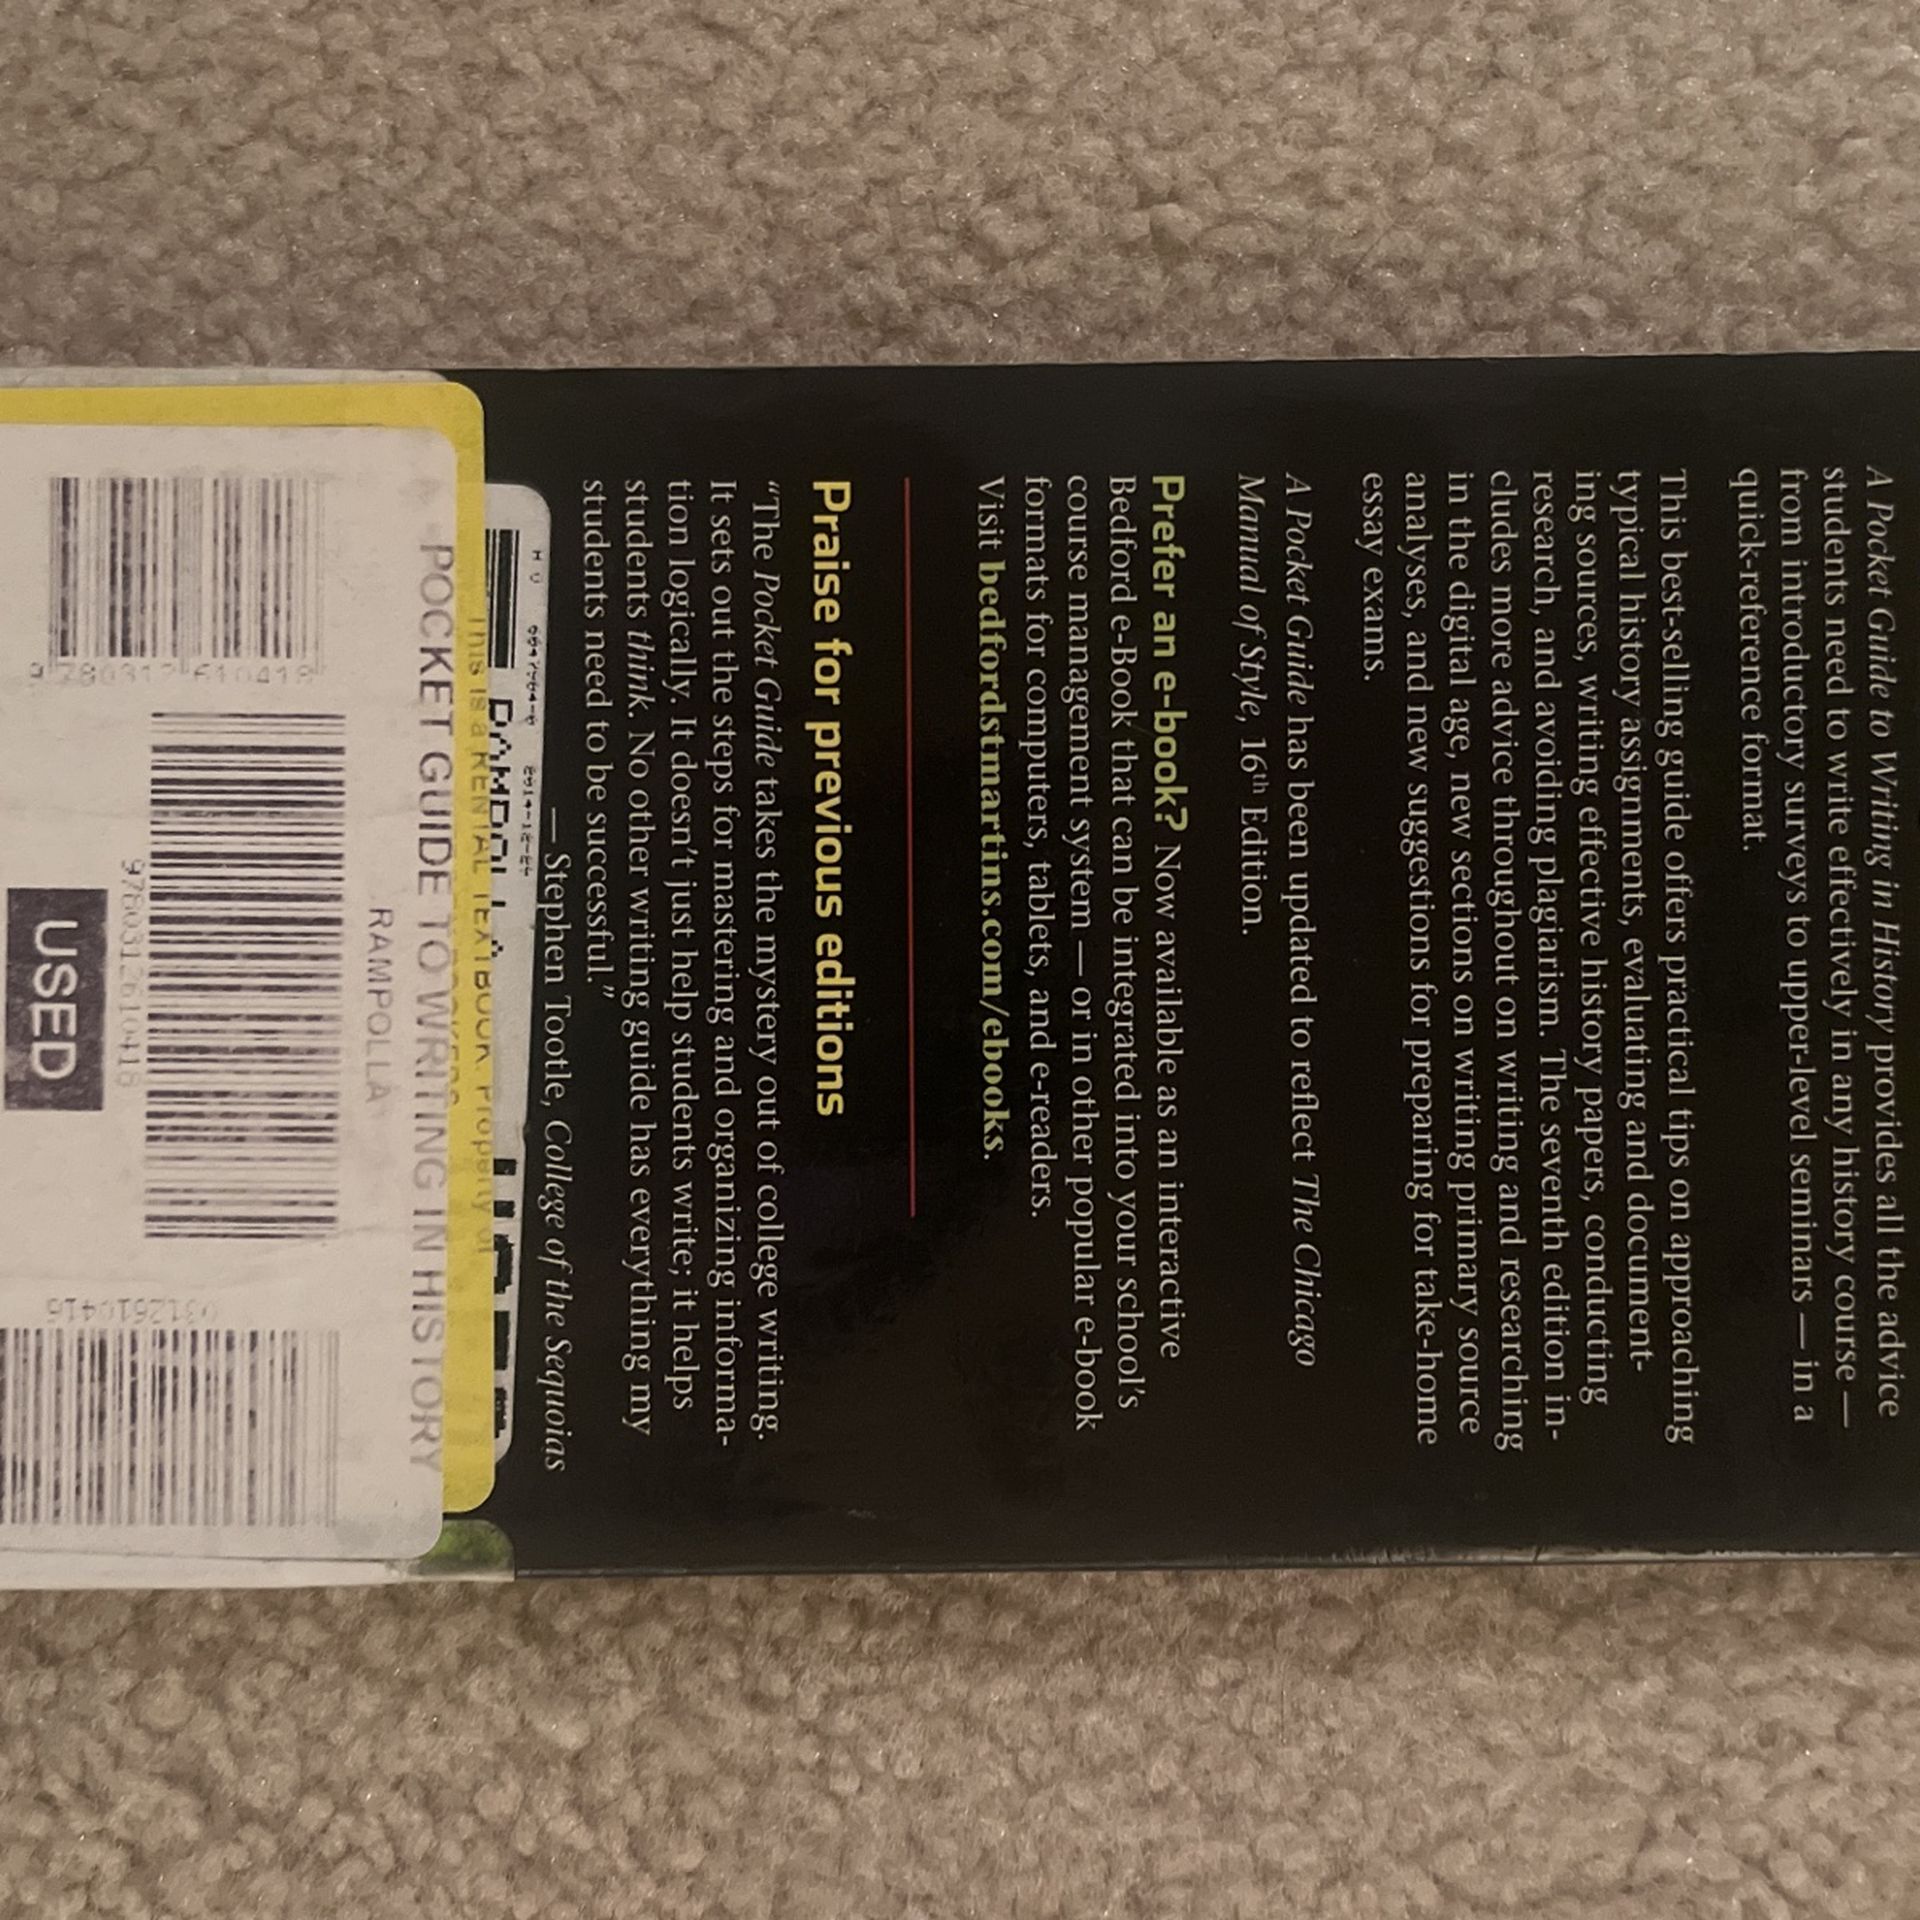 A Pocket Guide to Writing in History provides all the advice
students need to write effectively in any history course —
from introductory surveys to upper-level seminars — in a
quick-reference format.
This best-selling guide offers practical tips on approaching
typical history assignments, evaluating and document-
ing sources, writing effective history papers, conducting
research, and avoiding plagiarism. The seventh edition in-
cludes more advice throughout on writing and researching
in the digital age, new sections on writing primary source
analyses, and new suggestions for preparing for take-home
essay exams.
A Pocket Guide has been updated to reflect The Chicago
Manual of Style, 16th Edition.
Prefer an e-book? Now available as an interactive
Bedford e-Book that can be integrated into your school's
course management system — or in other popular e-book
formats for computers, tablets, and e-readers.
Visit bedfordstmartins.com/ebooks.
Praise for previous editions
“The Pocket Guide takes the mystery out of college writing.
It sets out the steps for mastering and organizing informa-
tion logically. It doesn't just help students write; it helps
students think. No other writing guide has everything my
students need to be successful.”
— Stephen Tootle, College of the Sequoias
This is a RENTAL TEXTBOOK. Property of
POCKET GUIDE TO WRITING IN HISTORY
RAMPOLLA
9780312610418
9780312610418
0312610416
USED